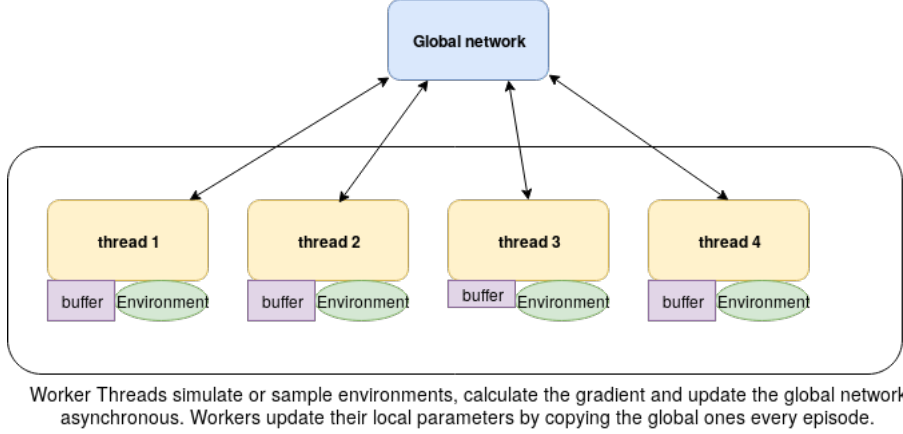 Global network
thread 1
thread 2
thread 3
thread 4
buffer
Environment
buffer
Environment
buffer
Environment
buffer
Environment
Worker Threads simulate or sample environments, calculate the gradient and update the global network
asynchronous. Workers update their local parameters by copying the global ones every episode.